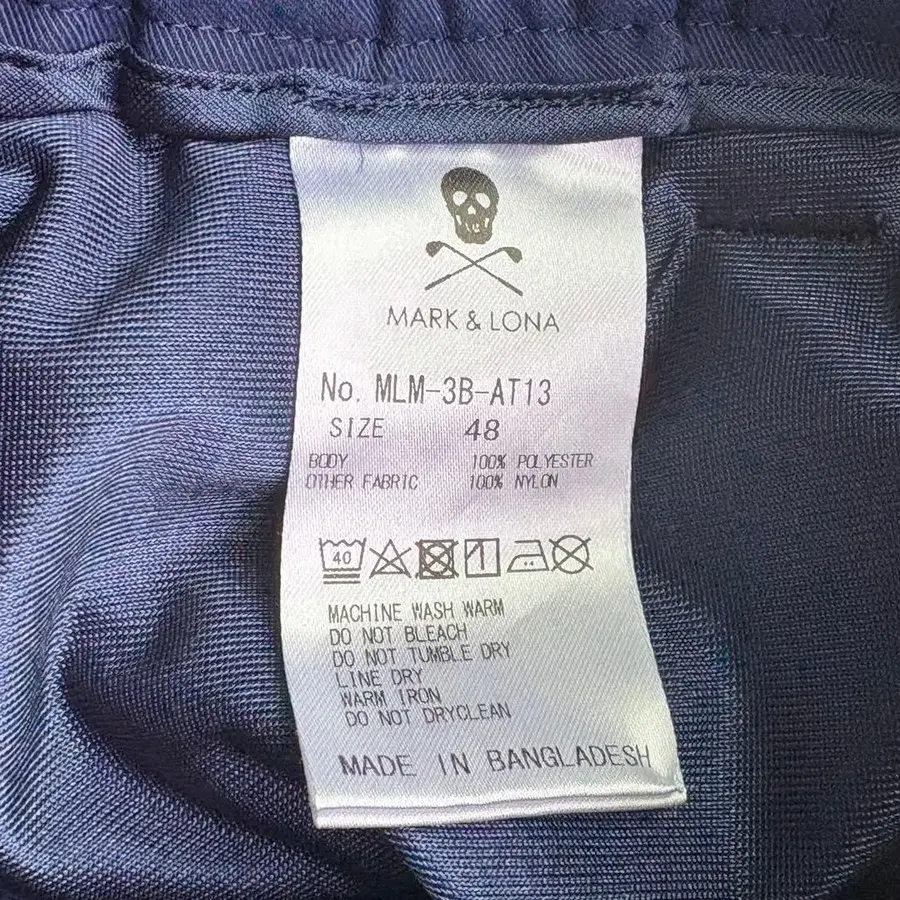 MARK & LONA
No. MLM-3B-AT13
SIZE 48
BODY 100% POLYESTER
OTHER FABRIC 100% NYLON
40
MACHINE WASH WARM
DO NOT BLEACH
DO NOT TUMBLE DRY
LINE DRY
WARM IRON
DO NOT DRYCLEAN
MADE IN BANGLADESH